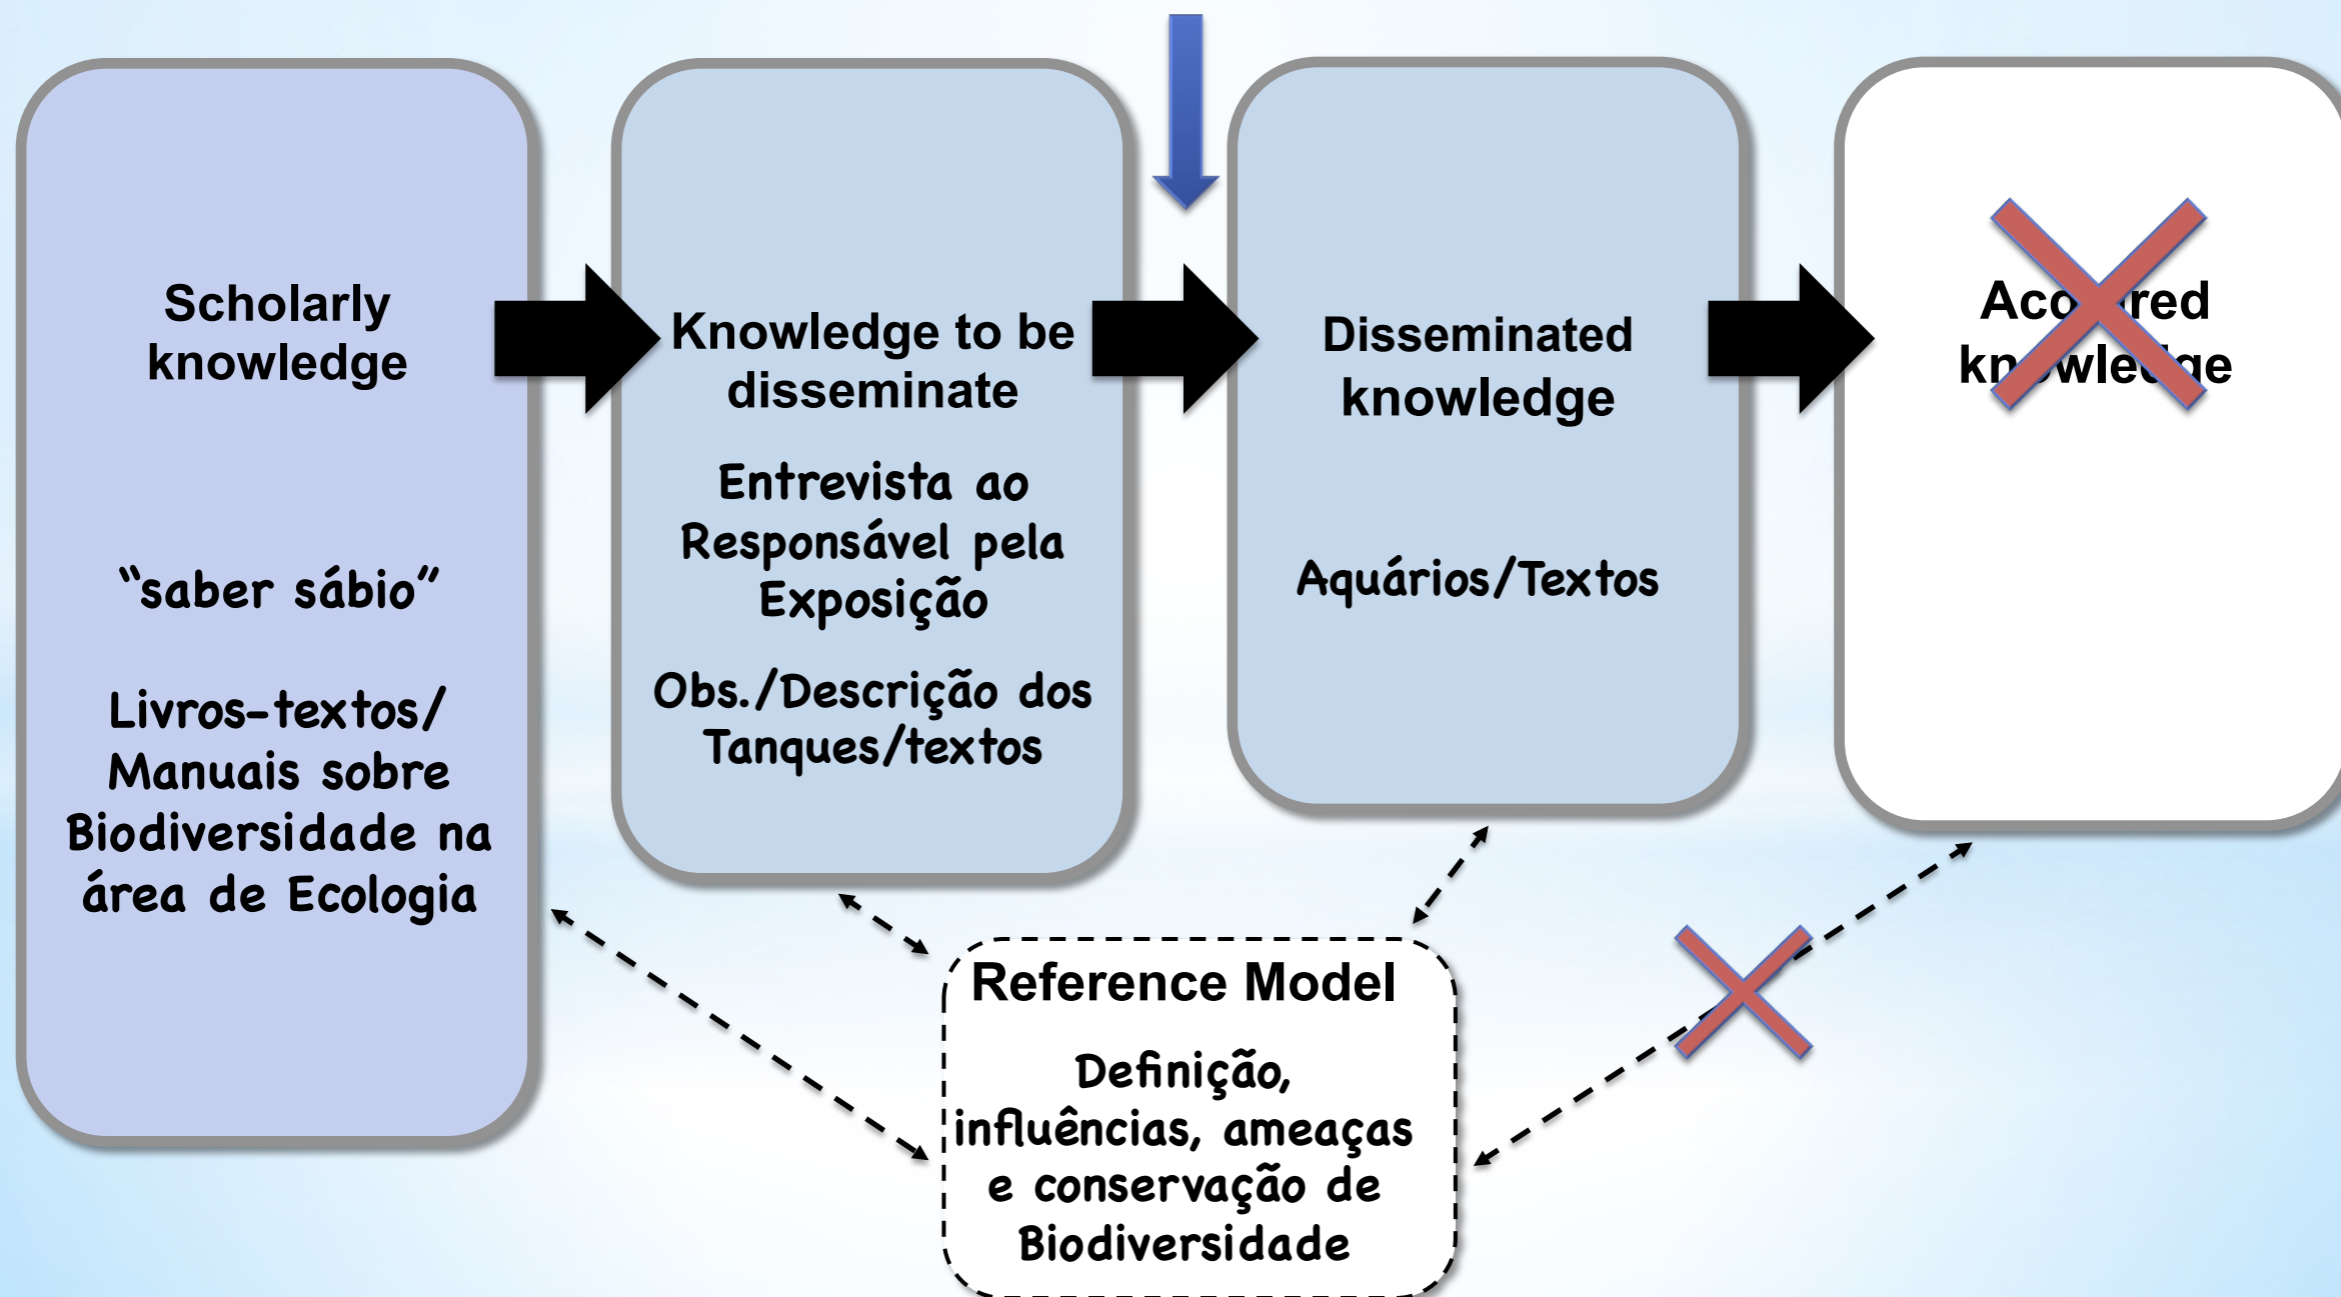 Scholarly
knowledge
“saber sábio”
Livros-textos/
Manuais sobre
Biodiversidade na
área de Ecologia
Knowledge to be
disseminate
Entrevista ao
Responsável pela
Exposição
Obs./Descrição dos
Tanques/textos
Disseminated
knowledge
Aquários/Textos
Acquired
knowledge
Reference Model
Definição,
influências, ameaças
e conservação de
Biodiversidade